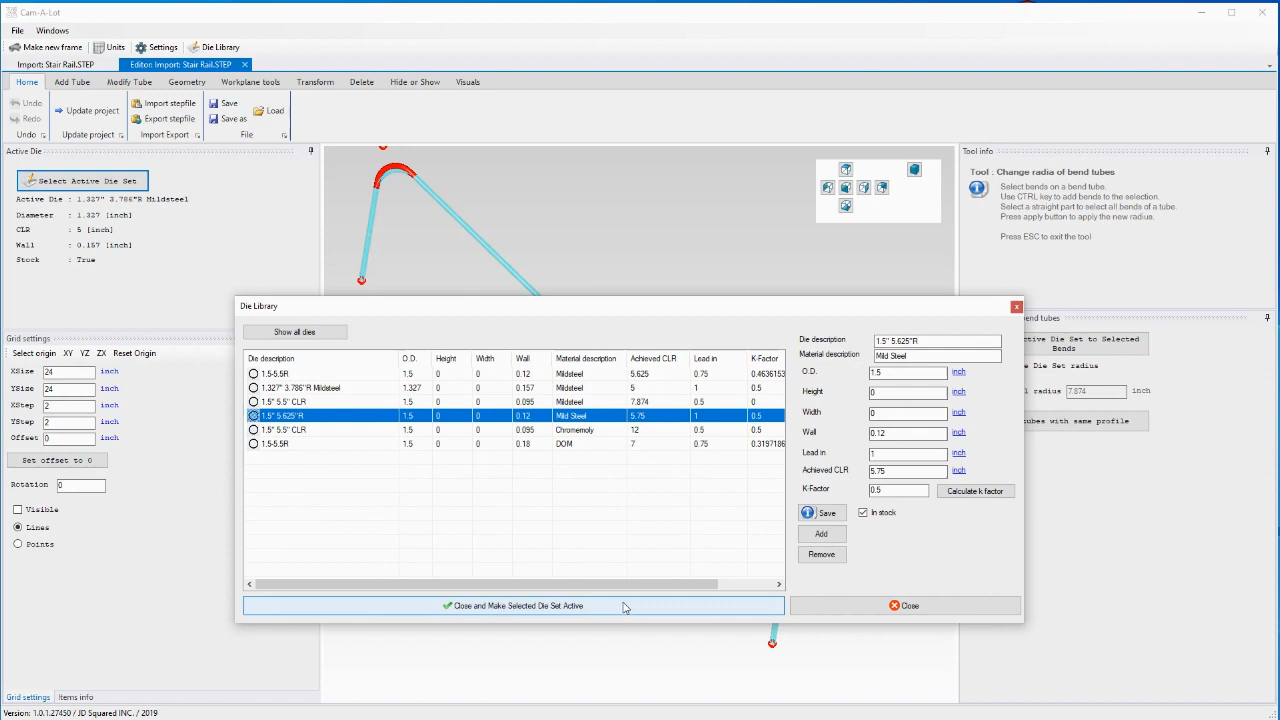 Cam-A-Lot
File Windows
Make new frame Units Settings Die Library
Import: Stair Rail.STEP Editor: Import: Stair Rail.STEP
Home Add Tube Modify Tube Geometry Workplane tools Transform Delete Hide or Show Visuals
Undo
Redo
Undo
Update project
Update project
Import stepfile
Export stepfile
Import Export
Save
Save as
Load
File
Active Die
Select Active Die Set
Active Die : 1.327" 3.786"R Mildsteel
Diameter : 1.327 [inch]
CLR : 5 [inch]
Wall : 0.157 [inch]
Stock : True
Grid settings
Select origin XY YZ ZX Reset Origin
XSize 24 inch
YSize 24 inch
XStep 2 inch
YStep 2 inch
Offset 0 inch
Set offset to 0
Rotation 0
Visible
Lines
Points
Grid settings Items info
Version: 1.0.1.27450 / JD Squared INC. / 2019
Tool info
Tool : Change radia of bend tubes
Select bends on a bend tube.
Use CTRL key to add bends to the selection.
Select a straight part to select all bends of a tube.
Press apply button to apply the new radius.
Press ESC to exit the tool
end tubes
ctive Die Set to Selected
Bends
Die Set radius
l radius 7.874 inch
ubes with same profile
Die Library
Show all dies
Die description O.D. Height Width Wall Material description Achieved CLR Lead in K-Factor
1.5-5.5R 1.5 0 0 0.12 Mildsteel 5.625 0.75 0.4636153
1.327" 3.786"R Mildsteel 1.327 0 0 0.157 Mildsteel 5 1 0.5
1.5" 5.5" CLR 1.5 0 0 0.095 Mildsteel 7.874 0.5 0
1.5" 5.625"R 1.5 0 0 0.12 Mild Steel 5.75 1 0.5
1.5" 5.5" CLR 1.5 0 0 0.095 Chromemoly 12 0.5 0.5
1.5-5.5R 1.5 0 0 0.18 DOM 7 0.75 0.3197186
Close and Make Selected Die Set Active
Die description 1.5" 5.625"R
Material description Mild Steel
O.D. 1.5 inch
Height 0 inch
Width 0 inch
Wall 0.12 inch
Lead in 1 inch
Achieved CLR 5.75 inch
K-Factor 0.5 Calculate k factor
Save In stock
Add
Remove
Close